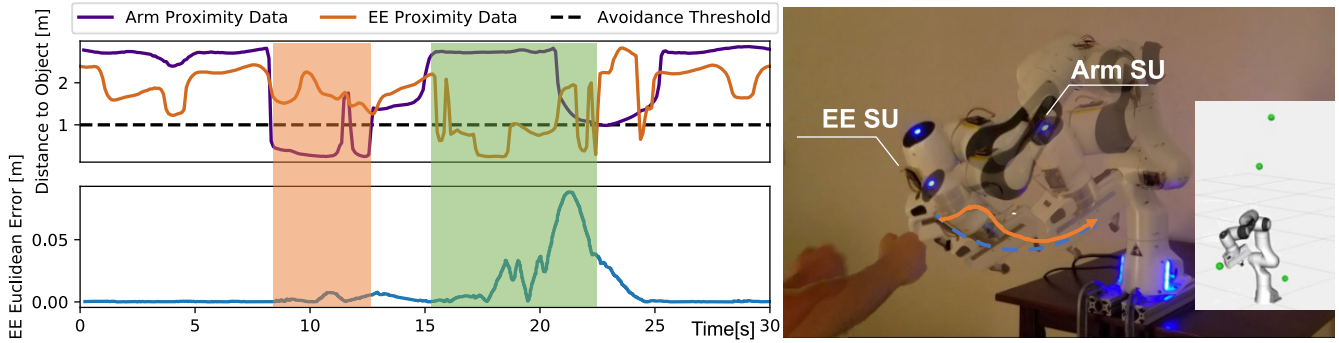 Arm Proximity Data
EE Proximity Data
Avoidance Threshold
Distance to Object [m]
2
1
EE Euclidean Error [m]
0.05
0.00
0
5
10
15
20
25
30
Time[s]
EE SU
Arm SU